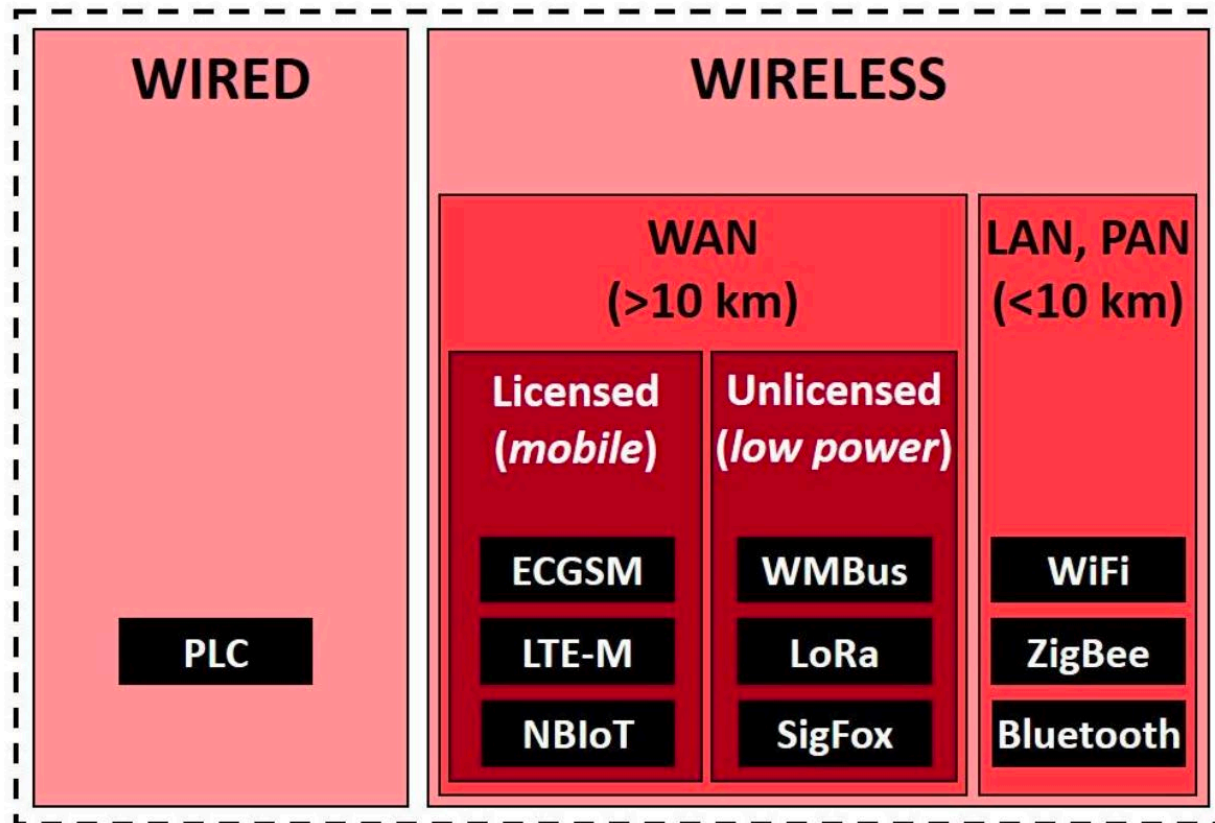 WIRED
PLC
WIRELESS
WAN
(>10 km)
Licensed
(mobile)
ECGSM
LTE-M
NBIoT
Unlicensed
(low power)
WMBus
LoRa
SigFox
LAN, PAN
(<10 km)
WiFi
ZigBee
Bluetooth